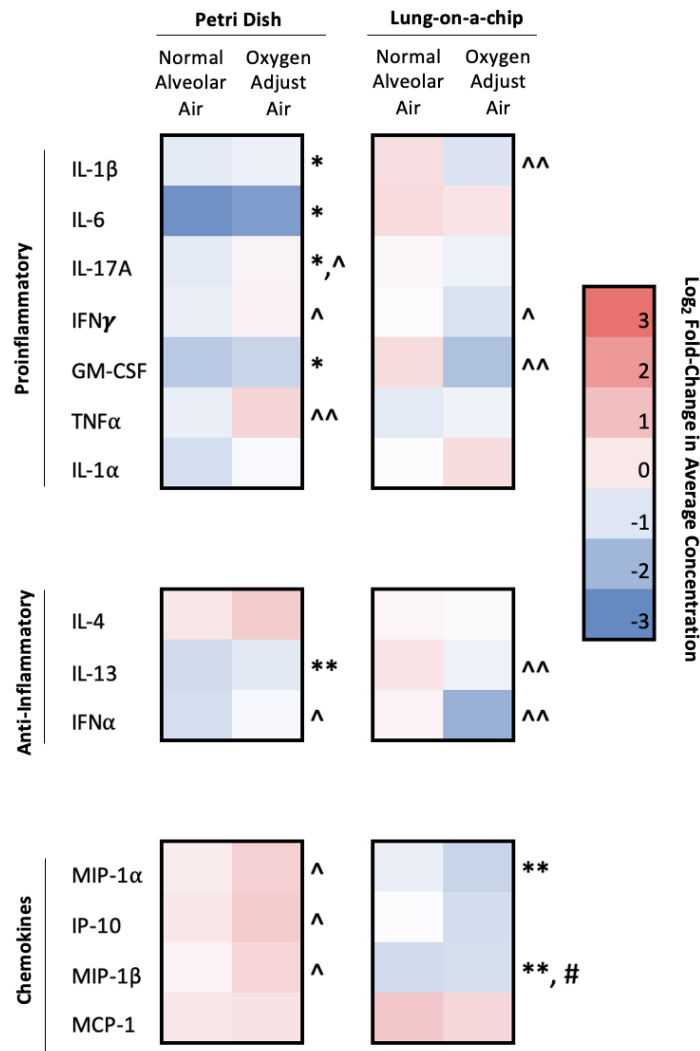 Petri Dish
Lung-on-a-chip
Normal Alveolar Air
Oxygen Adjust Air
Normal Alveolar Air
Oxygen Adjust Air
Proinflammatory
IL-1β * ^^
IL-6 *
IL-17A *,^
IFNγ ^ ^
GM-CSF * ^^
TNFα ^^
IL-1α
Anti-Inflammatory
IL-4
IL-13 ** ^^
IFNα ^ ^^
Chemokines
MIP-1α ^ **
IP-10 ^
MIP-1β ^ **, #
MCP-1
3
2
1
0
-1
-2
-3
Log₂ Fold-Change in Average Concentration